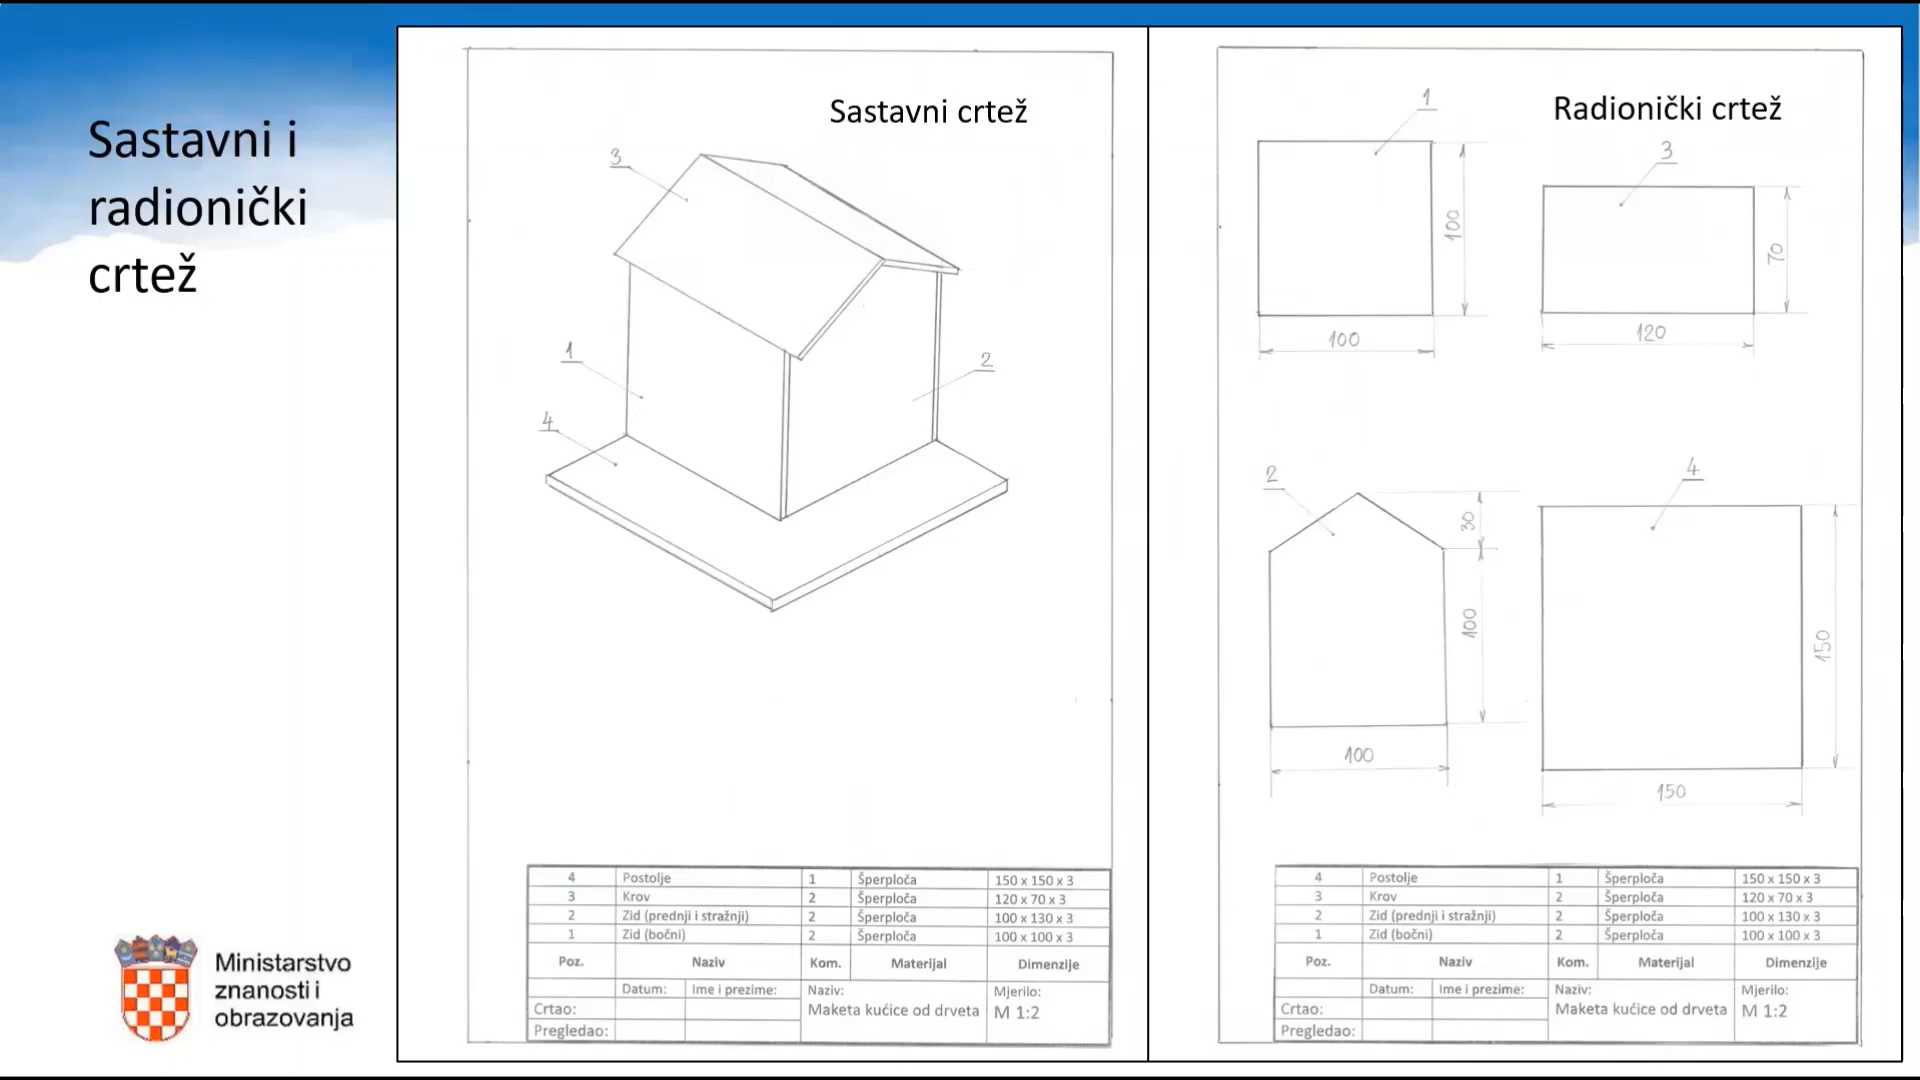 Sastavni i
radionički
crtež
Ministarstvo
znanosti i
obrazovanja
Sastavni crtež
3
1
2
4
4 Postolje 1 Šperploča 150 x 150 x 3
3 Krov 2 Šperploča 120 x 70 x 3
2 Zid (prednji i stražnji) 2 Šperploča 100 x 130 x 3
1 Zid (bočni) 2 Šperploča 100 x 100 x 3
Poz. Naziv Kom. Materijal Dimenzije
Datum: Ime i prezime: Naziv: Mjerilo:
Crtao: Maketa kućice od drveta M 1:2
Pregledao:
Radionički crtež
1
3
100
70
100
120
2
4
30
100
150
100
150
4 Postolje 1 Šperploča 150 x 150 x 3
3 Krov 2 Šperploča 120 x 70 x 3
2 Zid (prednji i stražnji) 2 Šperploča 100 x 130 x 3
1 Zid (bočni) 2 Šperploča 100 x 100 x 3
Poz. Naziv Kom. Materijal Dimenzije
Datum: Ime i prezime: Naziv: Mjerilo:
Crtao: Maketa kućice od drveta M 1:2
Pregledao: